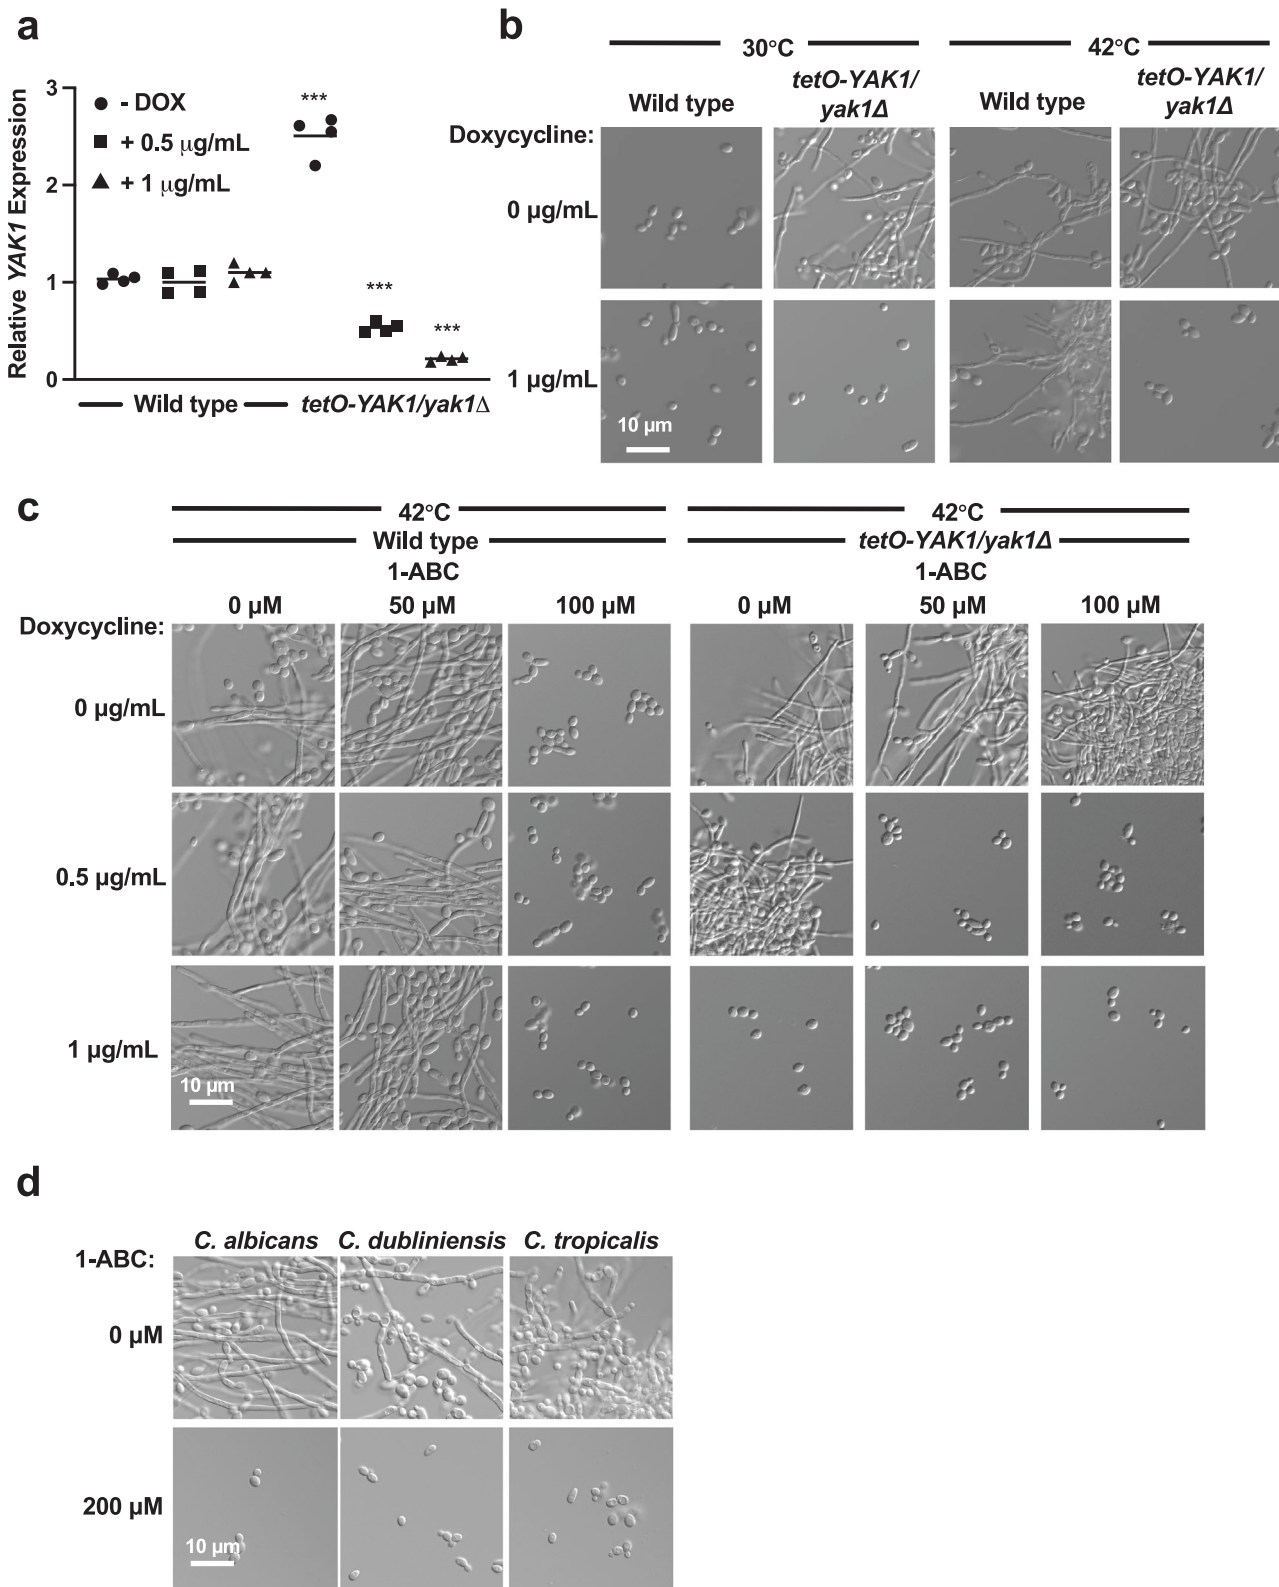 a
Relative YAK1 Expression
3
2
1
0
- DOX
+ 0.5 μg/mL
+ 1 μg/mL
***
***
***
Wild type
tetO-YAK1/yak1Δ
b
30°C
42°C
Wild type
tetO-YAK1/
yak1Δ
Wild type
tetO-YAK1/
yak1Δ
Doxycycline:
0 μg/mL
1 μg/mL
10 μm
c
42°C
42°C
Wild type
tetO-YAK1/yak1Δ
1-ABC
1-ABC
0 μM
50 μM
100 μM
0 μM
50 μM
100 μM
Doxycycline:
0 μg/mL
0.5 μg/mL
1 μg/mL
10 μm
d
C. albicans
C. dubliniensis
C. tropicalis
1-ABC:
0 μM
200 μM
10 μm